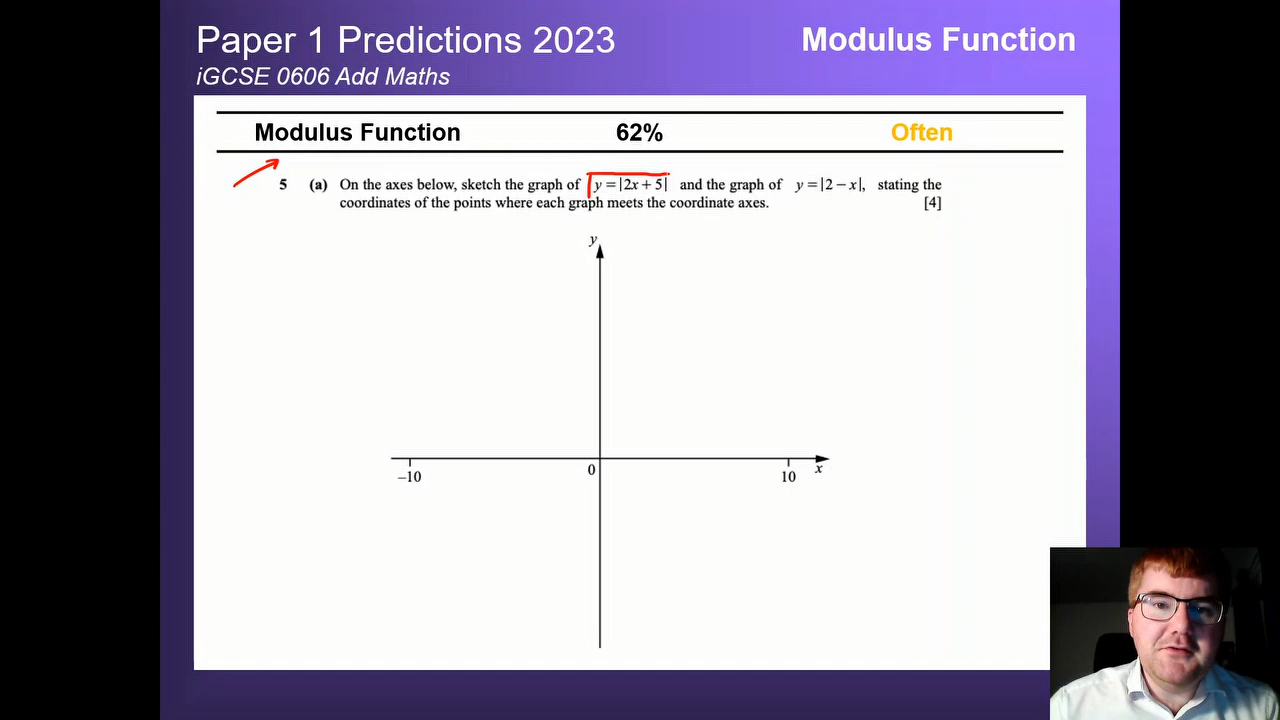 Paper 1 Predictions 2023
Modulus Function
iGCSE 0606 Add Maths
Modulus Function 62% Often
5 (a) On the axes below, sketch the graph of y = |2x + 5| and the graph of y = |2 − x|, stating the
coordinates of the points where each graph meets the coordinate axes. [4]
y
0
−10
10
x